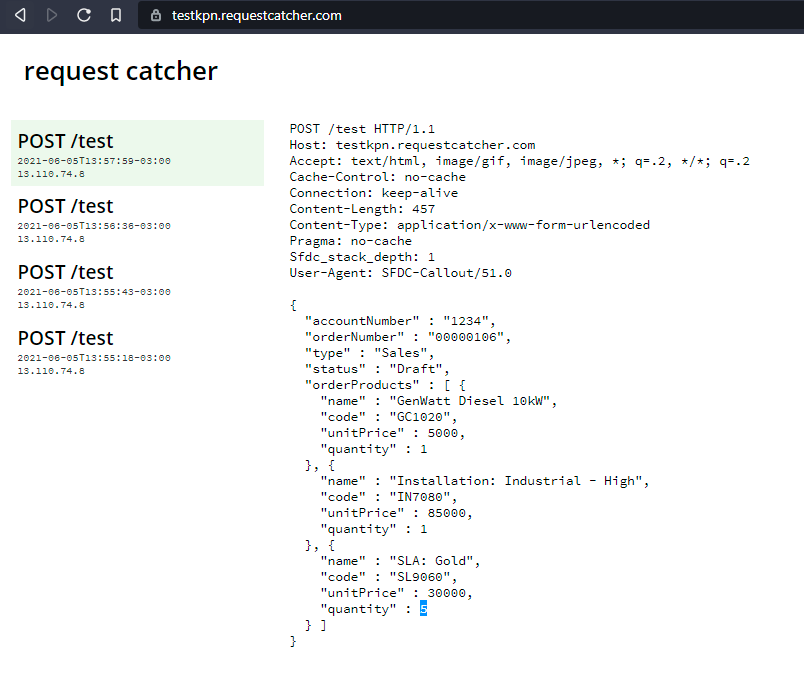 testkpn.requestcatcher.com
request catcher
POST /test
2021-06-05T13:57:59-03:00
13.110.74.8
POST /test
2021-06-05T13:56:36-03:00
13.110.74.8
POST /test
2021-06-05T13:55:43-03:00
13.110.74.8
POST /test
2021-06-05T13:55:18-03:00
13.110.74.8
POST /test HTTP/1.1
Host: testkpn.requestcatcher.com
Accept: text/html, image/gif, image/jpeg, *; q=.2, */*; q=.2
Cache-Control: no-cache
Connection: keep-alive
Content-Length: 457
Content-Type: application/x-www-form-urlencoded
Pragma: no-cache
Sfdc_stack_depth: 1
User-Agent: SFDC-Callout/51.0
{
"accountNumber" : "1234",
"orderNumber" : "00000106",
"type" : "Sales",
"status" : "Draft",
"orderProducts" : [ {
"name" : "GenWatt Diesel 10kW",
"code" : "GC1020",
"unitPrice" : 5000,
"quantity" : 1
}, {
"name" : "Installation: Industrial - High",
"code" : "IN7080",
"unitPrice" : 85000,
"quantity" : 1
}, {
"name" : "SLA: Gold",
"code" : "SL9060",
"unitPrice" : 30000,
"quantity" : 5
} ]
}